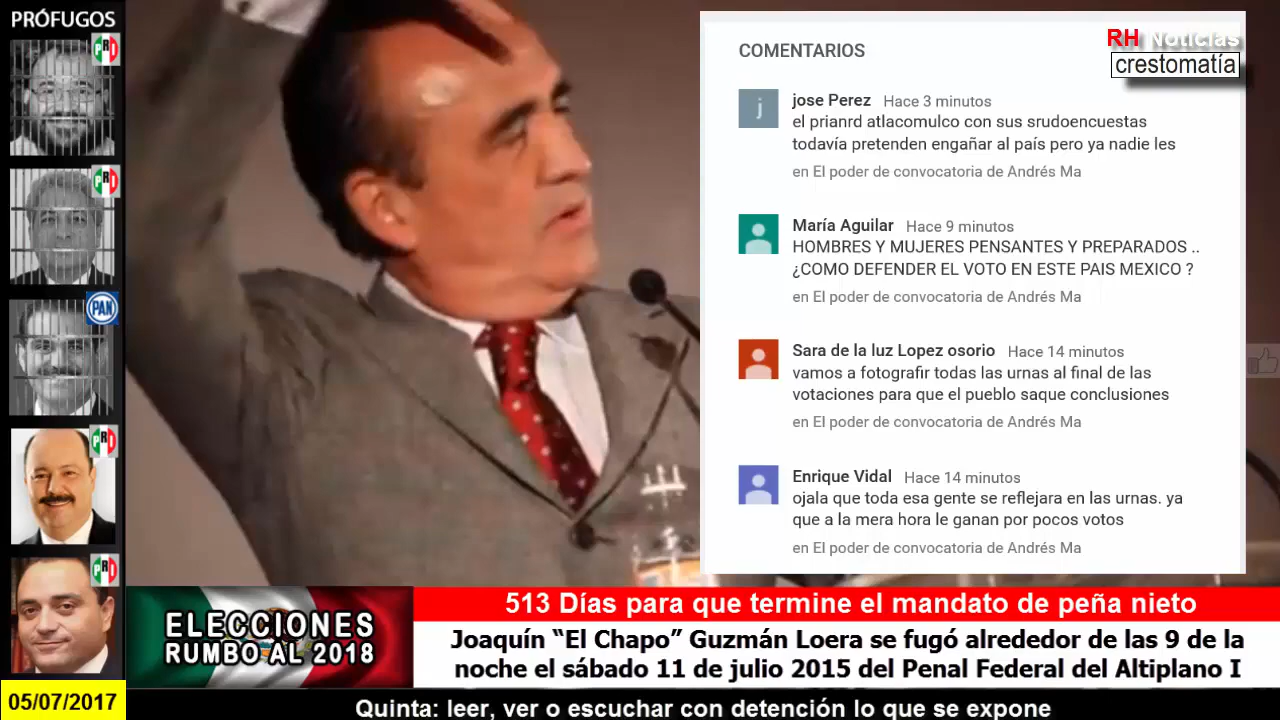 PRÓFUGOS
PRI
PRI
PAN
PRI
PRI
05/07/2017
RH Noticias
crestomatía
COMENTARIOS
j
jose Perez Hace 3 minutos
el prianrd atlacomulco con sus srudoencuestas
todavía pretenden engañar al país pero ya nadie les
en El poder de convocatoria de Andrés Ma
María Aguilar Hace 9 minutos
HOMBRES Y MUJERES PENSANTES Y PREPARADOS ..
¿COMO DEFENDER EL VOTO EN ESTE PAIS MEXICO ?
en El poder de convocatoria de Andrés Ma
Sara de la luz Lopez osorio Hace 14 minutos
vamos a fotografir todas las urnas al final de las
votaciones para que el pueblo saque conclusiones
en El poder de convocatoria de Andrés Ma
Enrique Vidal Hace 14 minutos
ojala que toda esa gente se reflejara en las urnas. ya
que a la mera hora le ganan por pocos votos
en El poder de convocatoria de Andrés Ma
ELECCIONES
RUMBO AL 2018
513 Días para que termine el mandato de peña nieto
Joaquín “El Chapo” Guzmán Loera se fugó alrededor de las 9 de la
noche el sábado 11 de julio 2015 del Penal Federal del Altiplano I
Quinta: leer, ver o escuchar con detención lo que se expone